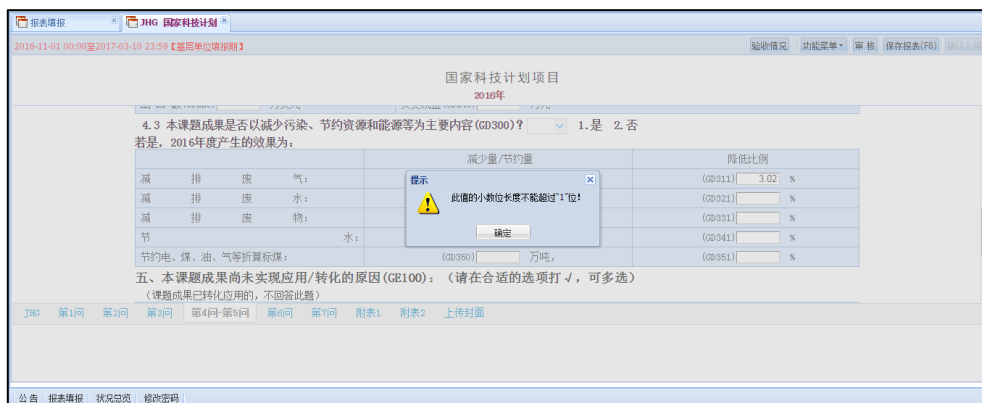 报表填报 JHG 国家科技计划
2016-11-01 00:00至2017-03-10 23:59【基层单位填报期】 验收情况 功能菜单 审 核 保存报表(F8) 确认上报
国家科技计划项目
2016年
4.3 本课题成果是否以减少污染、节约资源和能源等为主要内容(GD300)? 1.是 2.否
若是，2016年度产生的效果为：
减少量/节约量 降低比例
减 排 废 气： (GD311) 3.02 %
减 排 废 水： (GD321) %
减 排 废 物： (GD331) %
节 水： (GD341) %
节约电、煤、油、气等折算标煤： (GD350) 万吨， (GD351) %
提示
此值的小数位长度不能超过"1"位!
确定
五、本课题成果尚未实现应用/转化的原因(GE100)：（请在合适的选项打√，可多选）
（课题成果已转化应用的，不回答此题）
JHG 第1问 第2问 第3问 第4问-第5问 第6问 第7问 附表1 附表2 上传封面
公 告 报表填报 状况总览 修改密码